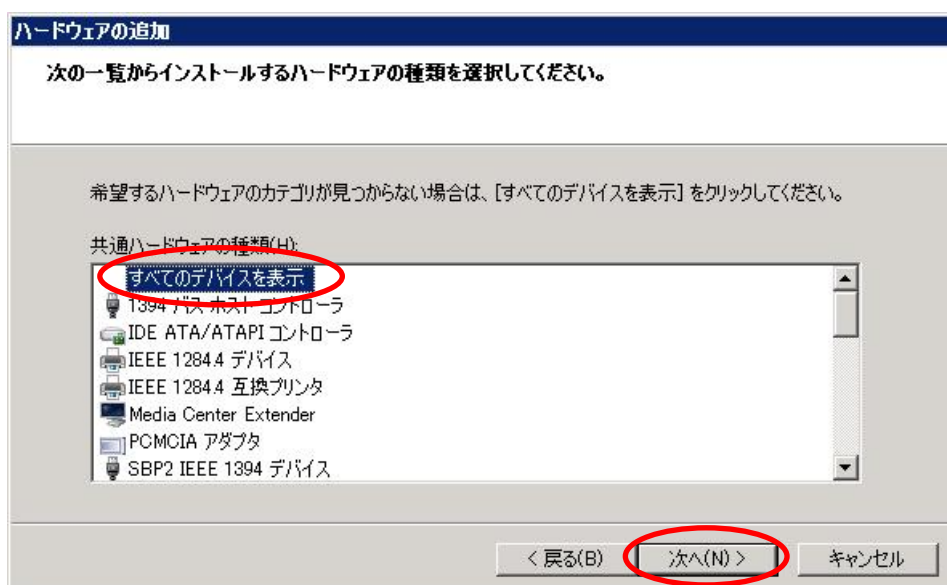 ハードウェアの追加
次の一覧からインストールするハードウェアの種類を選択してください。
希望するハードウェアのカテゴリが見つからない場合は、[すべてのデバイスを表示] をクリックしてください。
共通ハードウェアの種類(H):
すべてのデバイスを表示
1394 バス ホスト コントローラ
IDE ATA/ATAPI コントローラ
IEEE 1284.4 デバイス
IEEE 1284.4 互換プリンタ
Media Center Extender
PCMCIA アダプタ
SBP2 IEEE 1394 デバイス
< 戻る(B) 次へ(N) > キャンセル